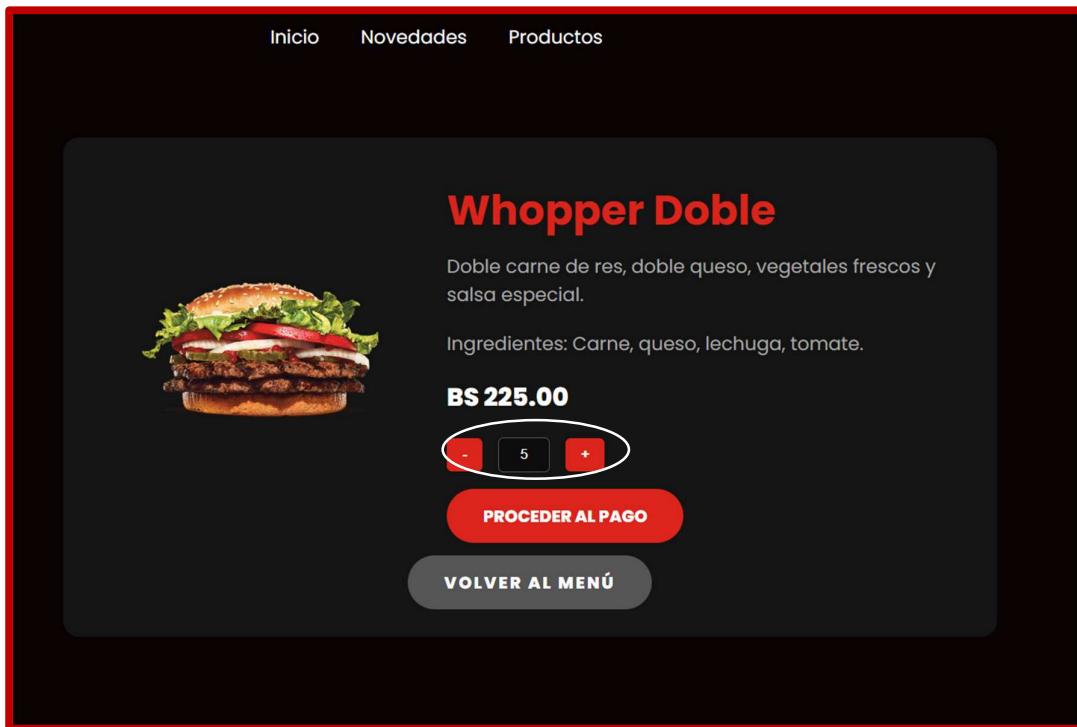 Inicio Novedades Productos
Whopper Doble
Doble carne de res, doble queso, vegetales frescos y
salsa especial.
Ingredientes: Carne, queso, lechuga, tomate.
BS 225.00
- 5 +
PROCEDER AL PAGO
VOLVER AL MENÚ